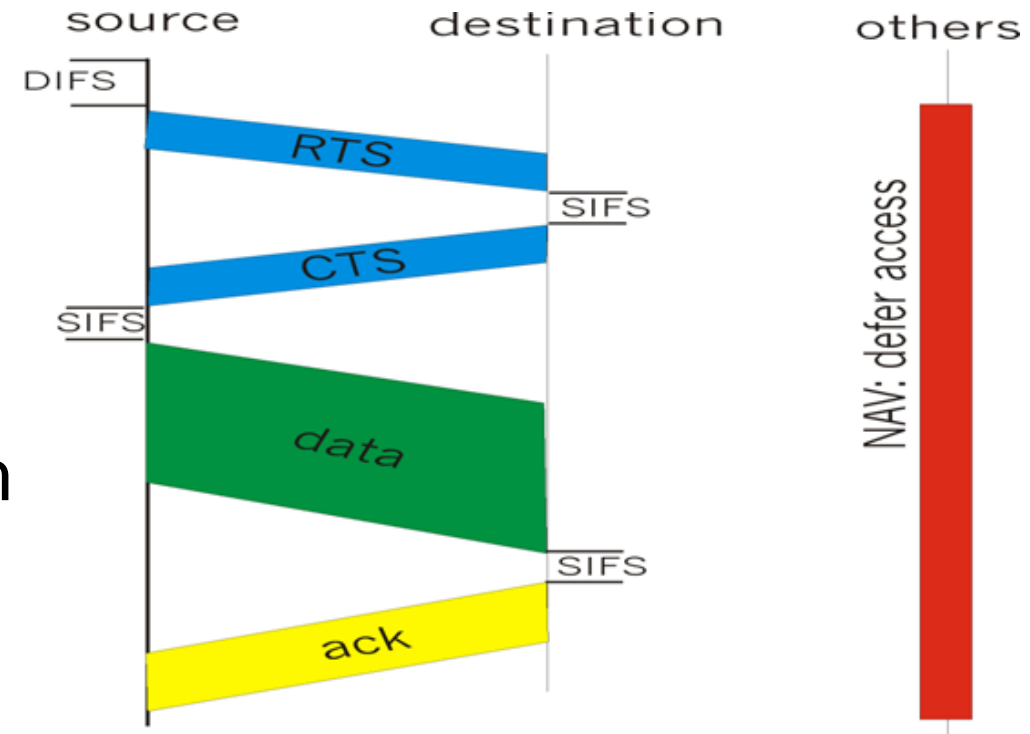 source
destination
others
DIFS
RTS
SIFS
CTS
SIFS
NAV: defer access
data
n
SIFS
ack